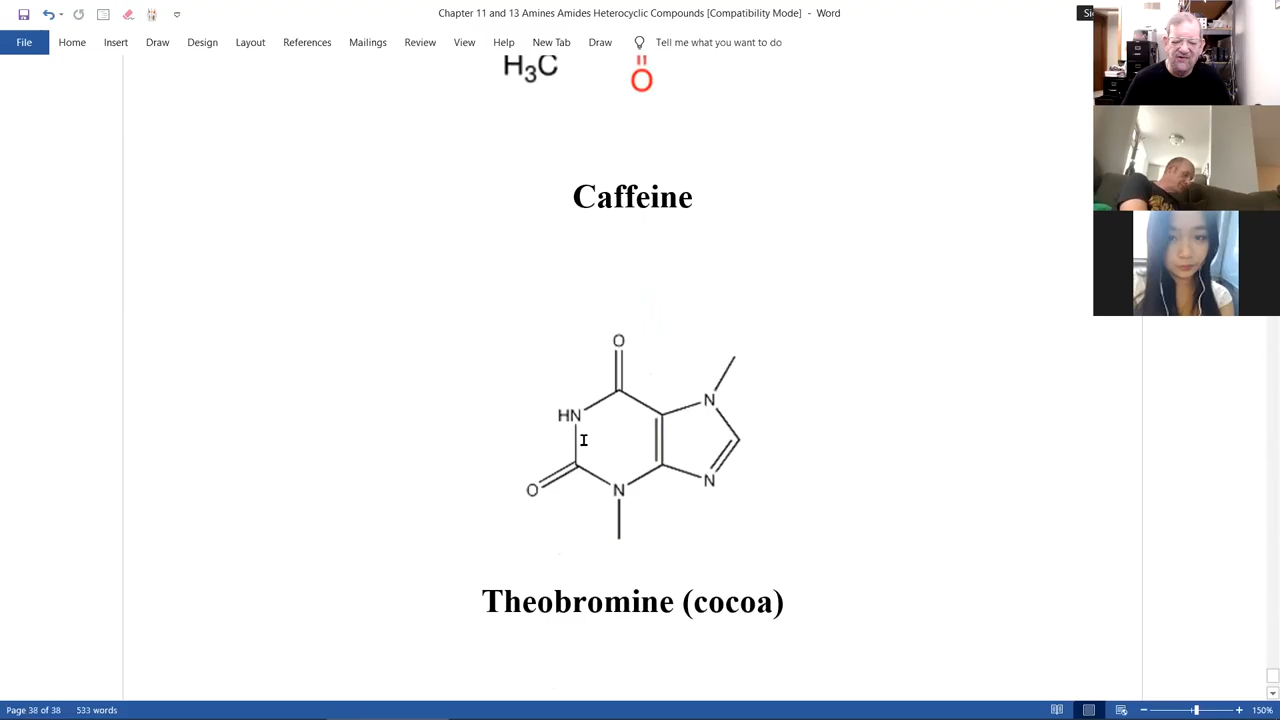 Chapter 11 and 13 Amines Amides Heterocyclic Compounds [Compatibility Mode] - Word
File Home Insert Draw Design Layout References Mailings Review View Help New Tab Draw Tell me what you want to do
H3C
O
Caffeine
O
N
HN
O
N
N
Theobromine (cocoa)
Page 38 of 38 533 words 150%